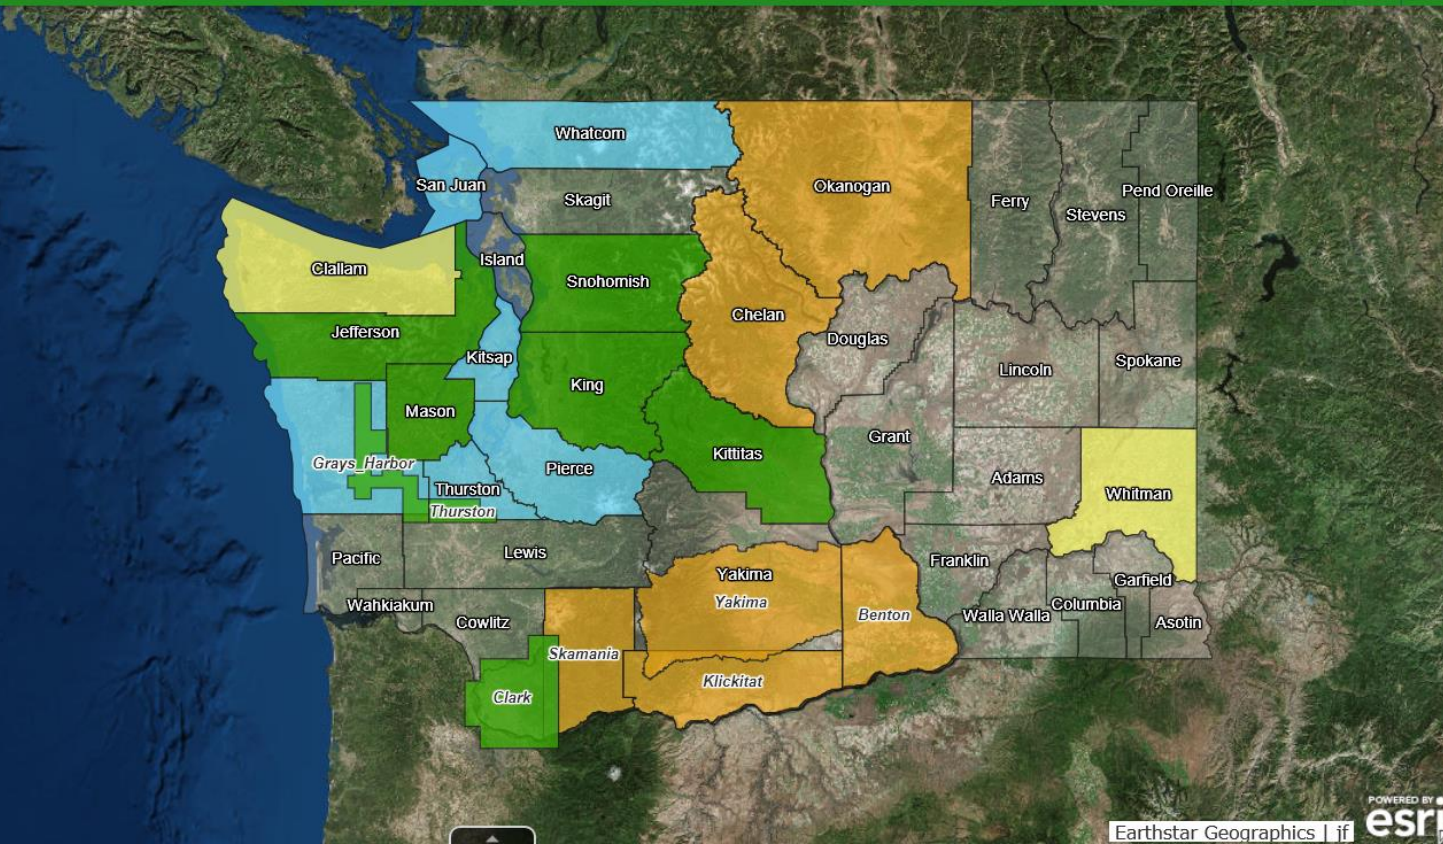 Whatcom
San Juan
Skagit
Okanogan
Ferry
Stevens
Pend Oreille
Clallam
Island
Snohomish
Jefferson
Kitsap
Chelan
Douglas
Lincoln
Spokane
King
Mason
Grant
Kittitas
Grays_Harbor
Pierce
Thurston
Thurston
Adams
Whitman
Pacific
Lewis
Yakima
Yakima
Franklin
Garfield
Wahkiakum
Cowlitz
Benton
Walla Walla
Columbia
Asotin
Skamania
Klickitat
Clark
POWERED BY
esri
Earthstar Geographics | jf